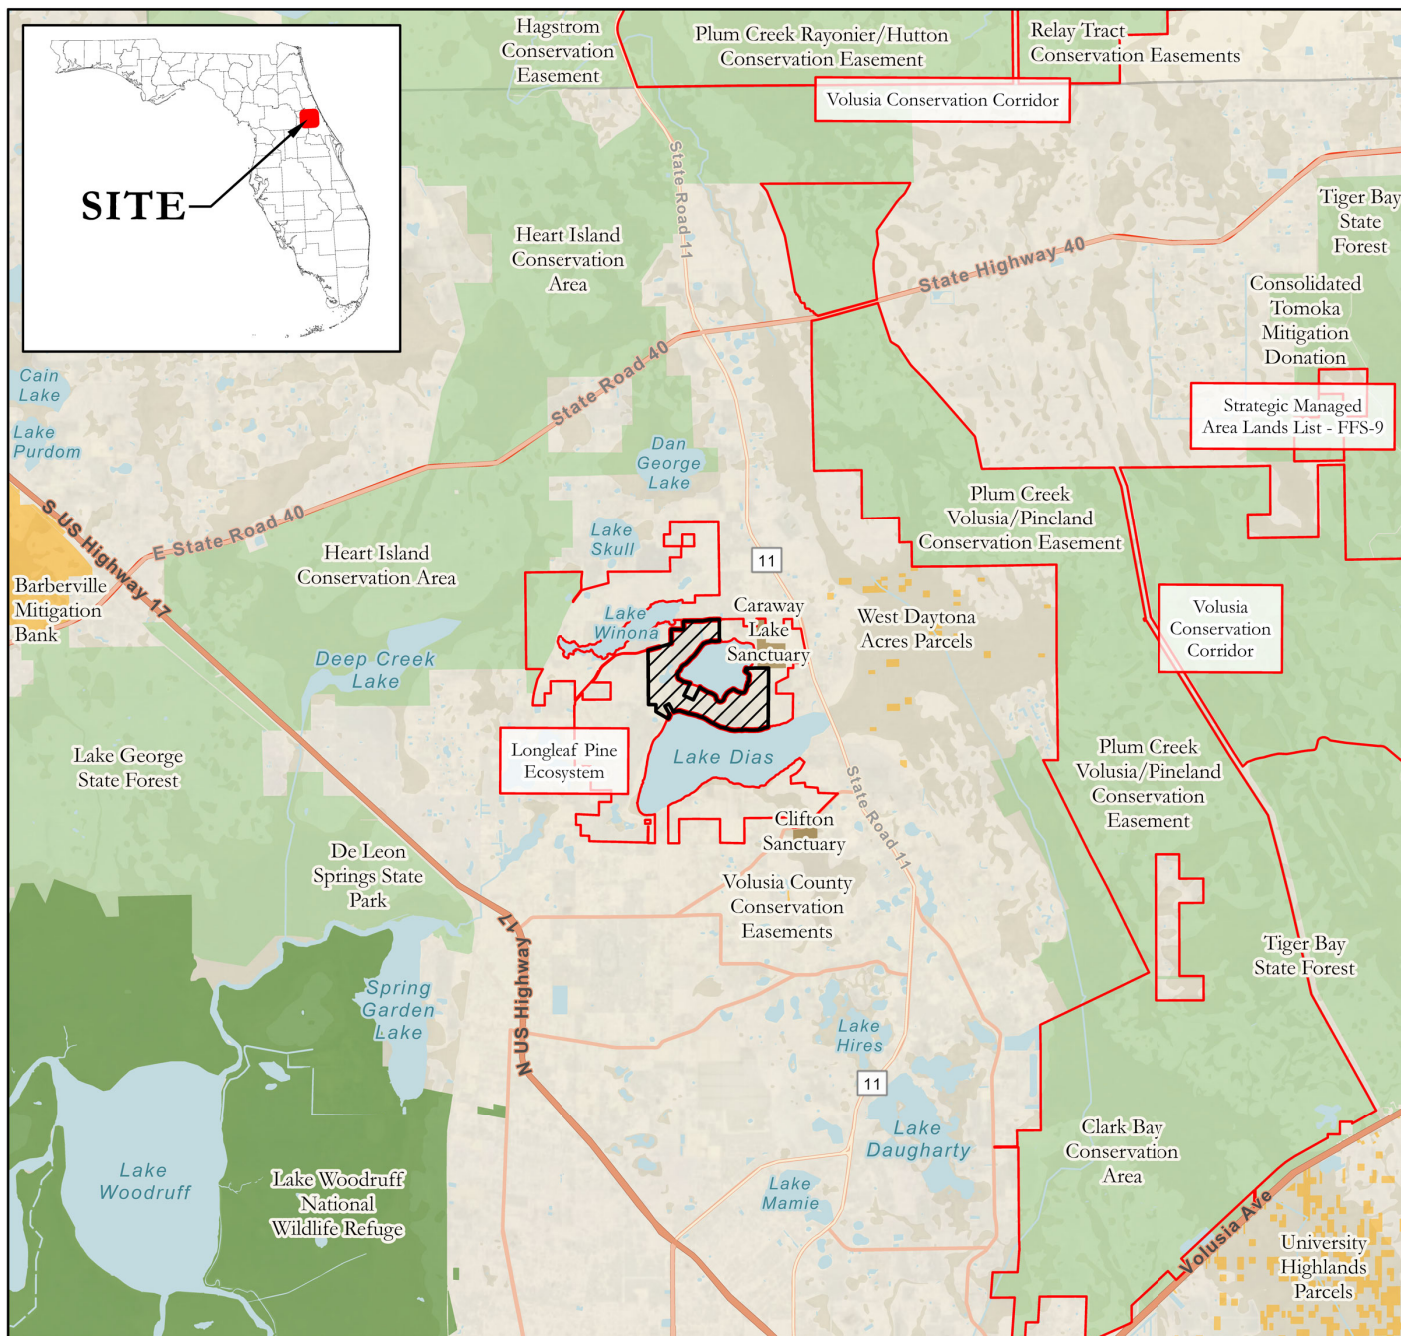 Hagstrom
Conservation
Easement
Plum Creek Rayonier/Hutton
Conservation Easement
Relay Tract
Conservation Easements
Volusia Conservation Corridor
SITE
State Road 11
Heart Island
Conservation
Area
State Highway 40
Tiger Bay
State
Forest
Consolidated
Tomoka
Mitigation
Donation
Cain
Lake
Lake
Purdom
State Road 40
Strategic Managed
Area Lands List - FFS-9
Dan
George
Lake
S US Highway 17
E State Road 40
Plum Creek
Volusia/Pineland
Conservation Easement
Lake
Skull
Heart Island
Conservation Area
11
Barberville
Mitigation
Bank
Lake
Winona
Caraway
Lake
Sanctuary
West Daytona
Acres Parcels
Volusia
Conservation
Corridor
Deep Creek
Lake
Lake George
State Forest
Longleaf Pine
Ecosystem
Lake Dias
Plum Creek
Volusia/Pineland
Conservation
Easement
State Road 11
Clifton
Sanctuary
De Leon
Springs State
Park
Volusia County
Conservation
Easements
N US Highway 17
Tiger Bay
State Forest
Spring
Garden
Lake
Lake
Hires
11
Lake
Daugharty
Clark Bay
Conservation
Area
Lake
Woodruff
Lake Woodruff
National
Wildlife Refuge
Lake
Mamie
Volusia Ave
University
Highlands
Parcels